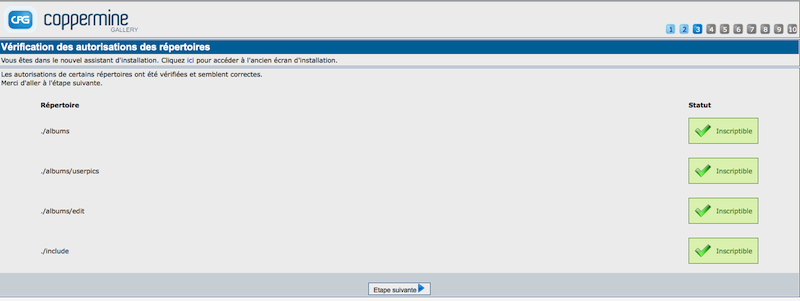 CPG coppermine
GALLERY
1 2 3 4 5 6 7 8 9 10
Vérification des autorisations des répertoires
Vous êtes dans le nouvel assistant d'installation. Cliquez ici pour accéder à l'ancien écran d'installation.
Les autorisations de certains répertoires ont été vérifiées et semblent correctes.
Merci d'aller à l'étape suivante.
Répertoire Statut
./albums Inscriptible
./albums/userpics Inscriptible
./albums/edit Inscriptible
./include Inscriptible
Etape suivante